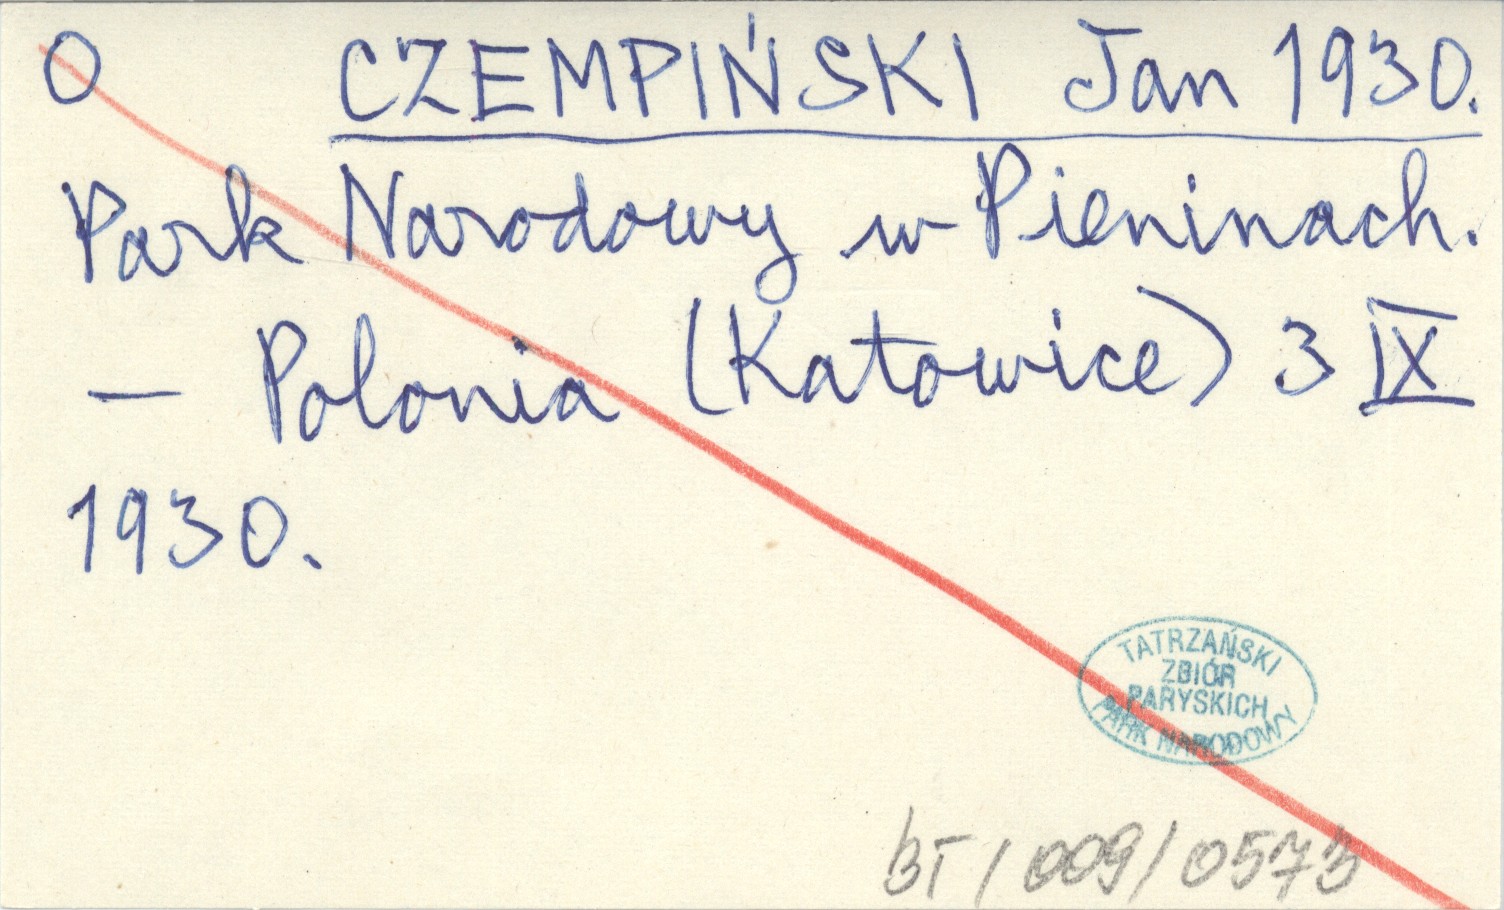 O CZEMPIŃSKI Jan 1930.
Park Narodowy w Pieninach.
— Polonia (Katowice) 3 IX
1930.
TATRZAŃSKI
ZBIÓR
PARYSKICH
PARK NARODOWY
BT/009/0573